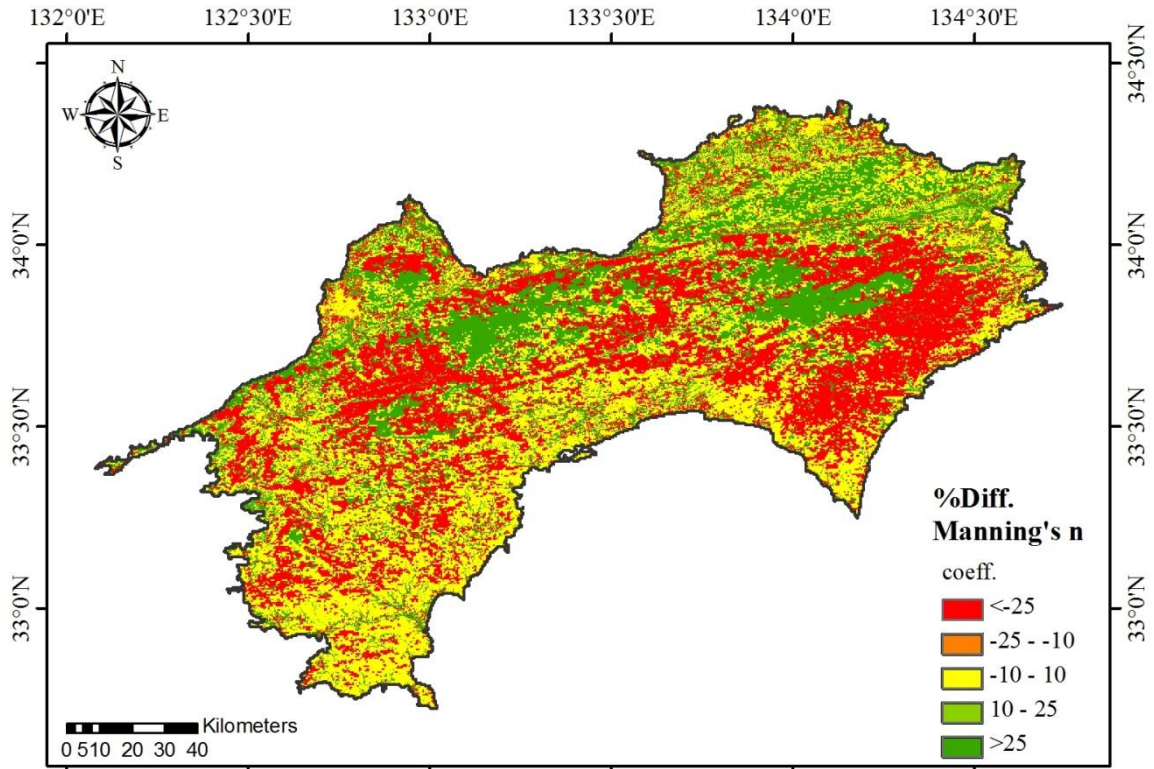 132°0'E 132°30'E 133°0'E 133°30'E 134°0'E 134°30'E
N
W E
S
34°30'N
34°0'N 34°0'N
33°30'N 33°30'N
33°0'N 33°0'N
%Diff.
Manning's n
coeff.
<-25
-25 - -10
-10 - 10
10 - 25
>25
Kilometers
0 5 10 20 30 40